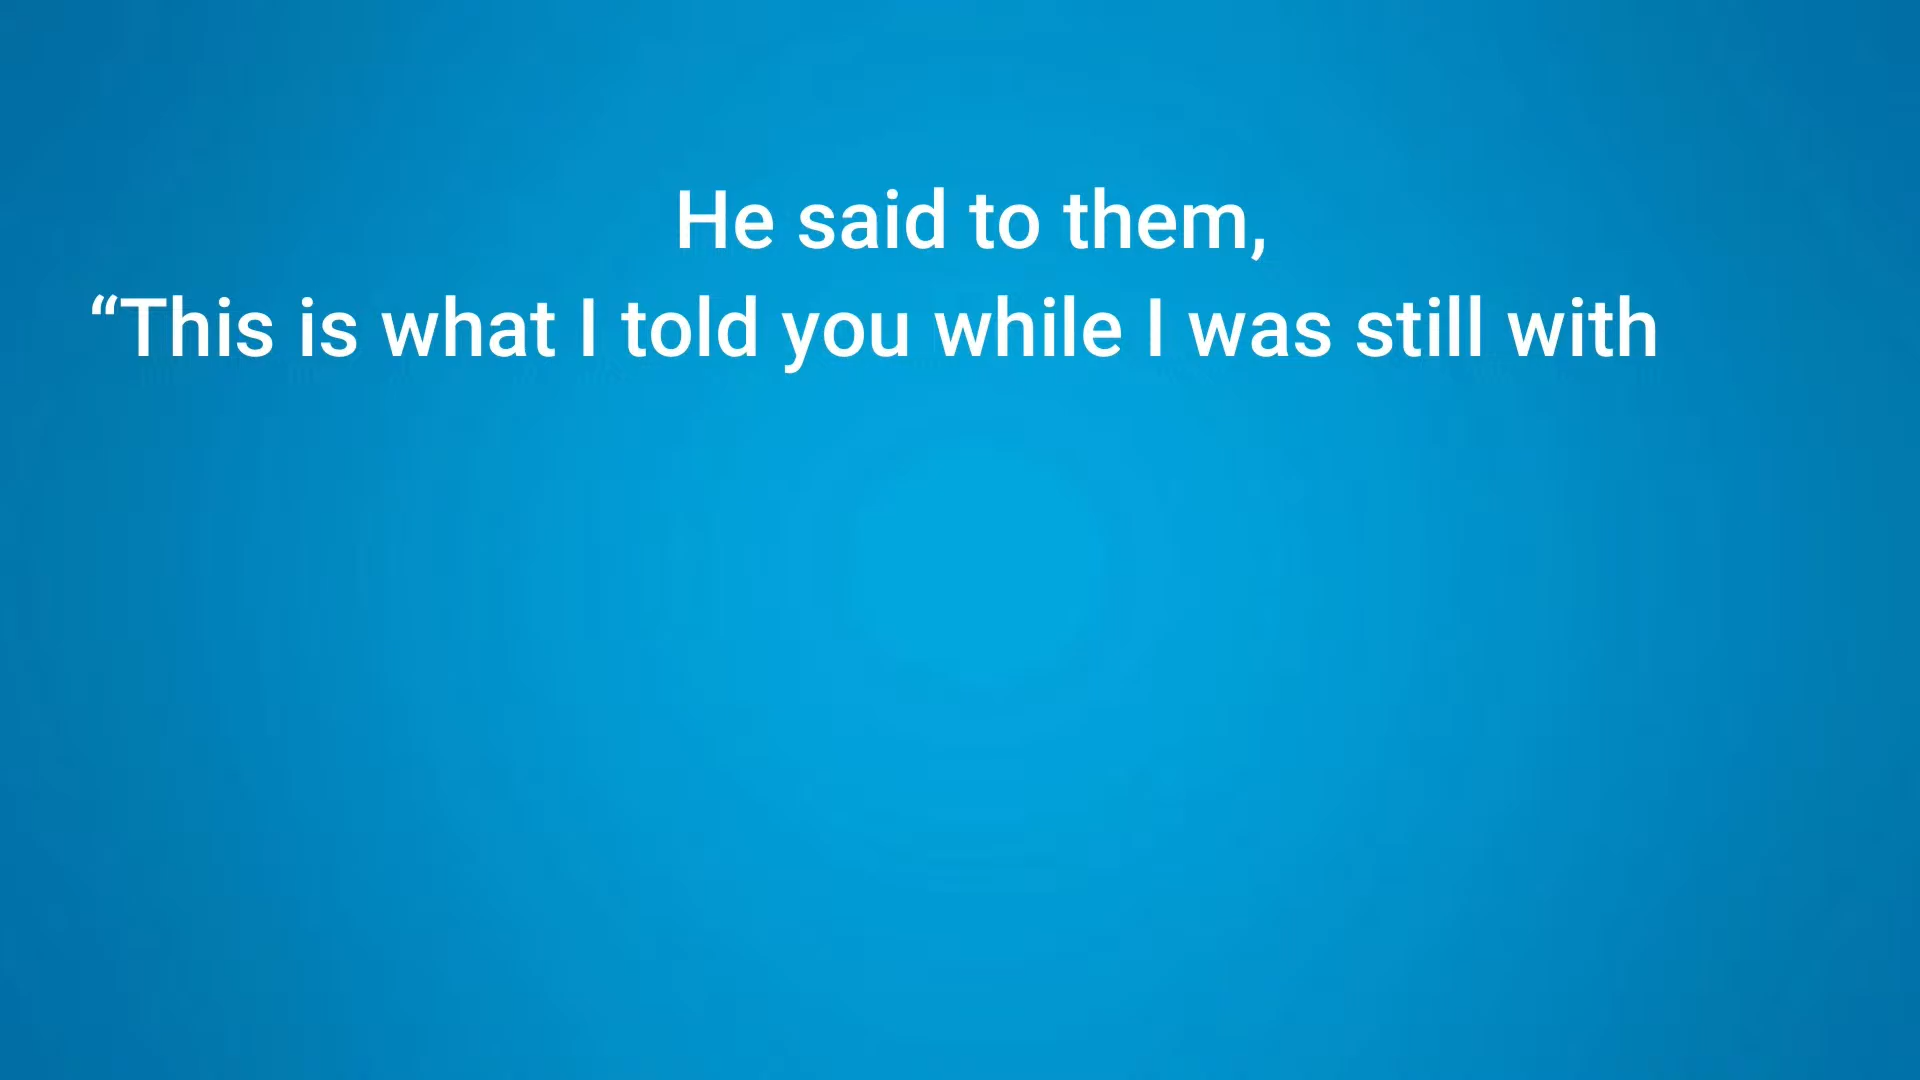 He said to them,
“This is what I told you while I was still with